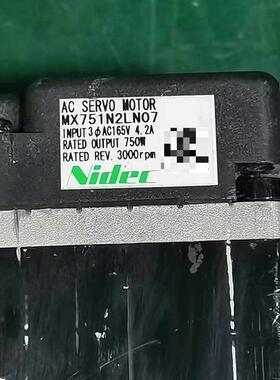 AC SERVO MOTOR
MX751N2LN07
INPUT 3φAC165V 4.2A
RATED OUTPUT 750W
RATED REV. 3000rpm
Nidec